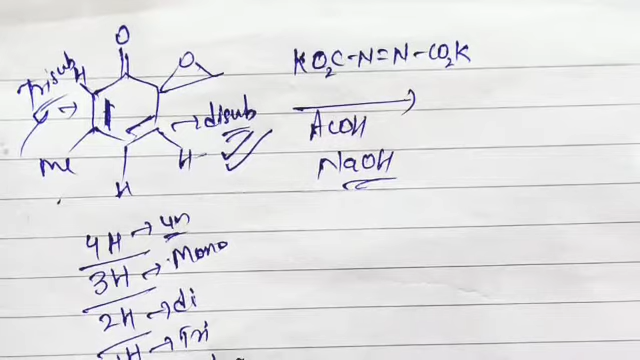 O
O
KO₂C-N=N-CO₂K
Trisub
H
disub
AcOH
Me
H
NaOH
H
4H → un
3H → Mono
2H → di
1H → Tri